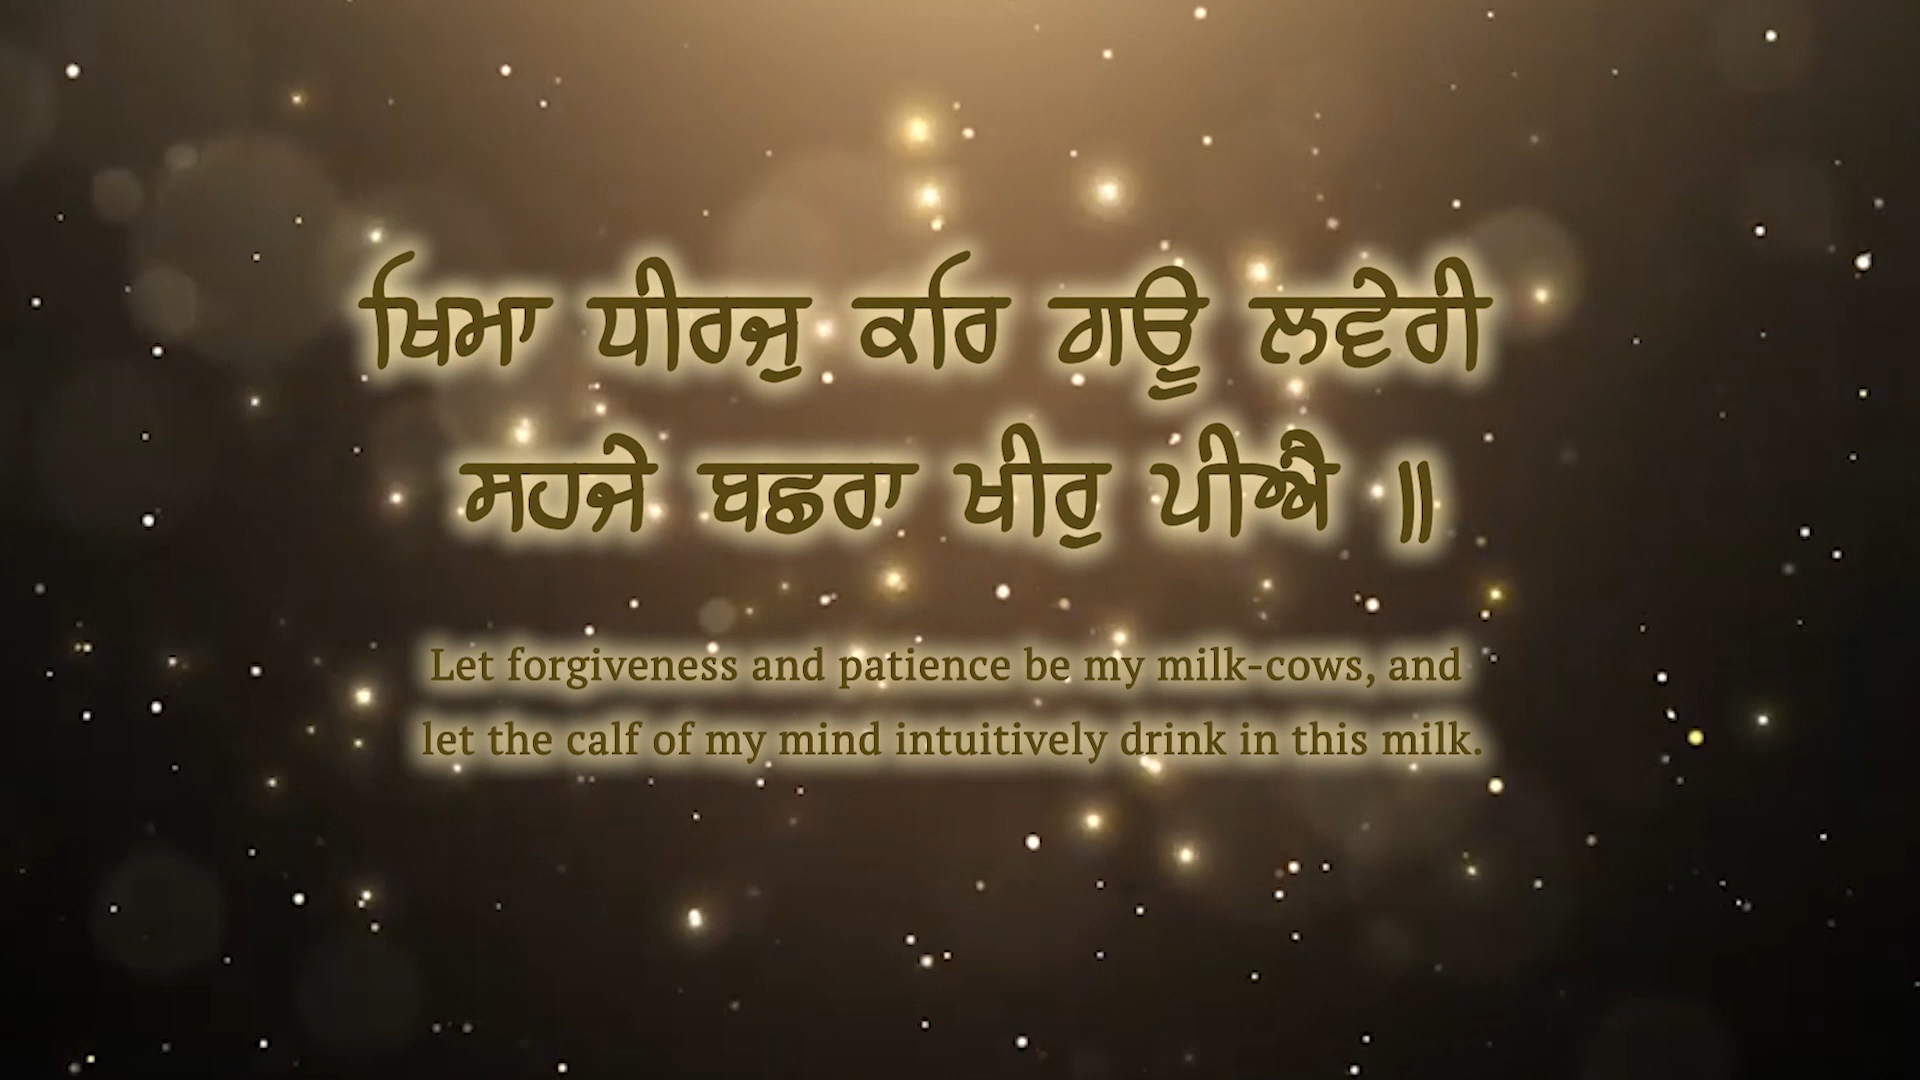 ਖਿਮਾ ਧੀਰਜੁ ਕਰਿ ਗਊ ਲਵੇਰੀ
ਸਹਜੇ ਬਛਰਾ ਖੀਰੁ ਪੀਐ ॥
Let forgiveness and patience be my milk-cows, and
let the calf of my mind intuitively drink in this milk.